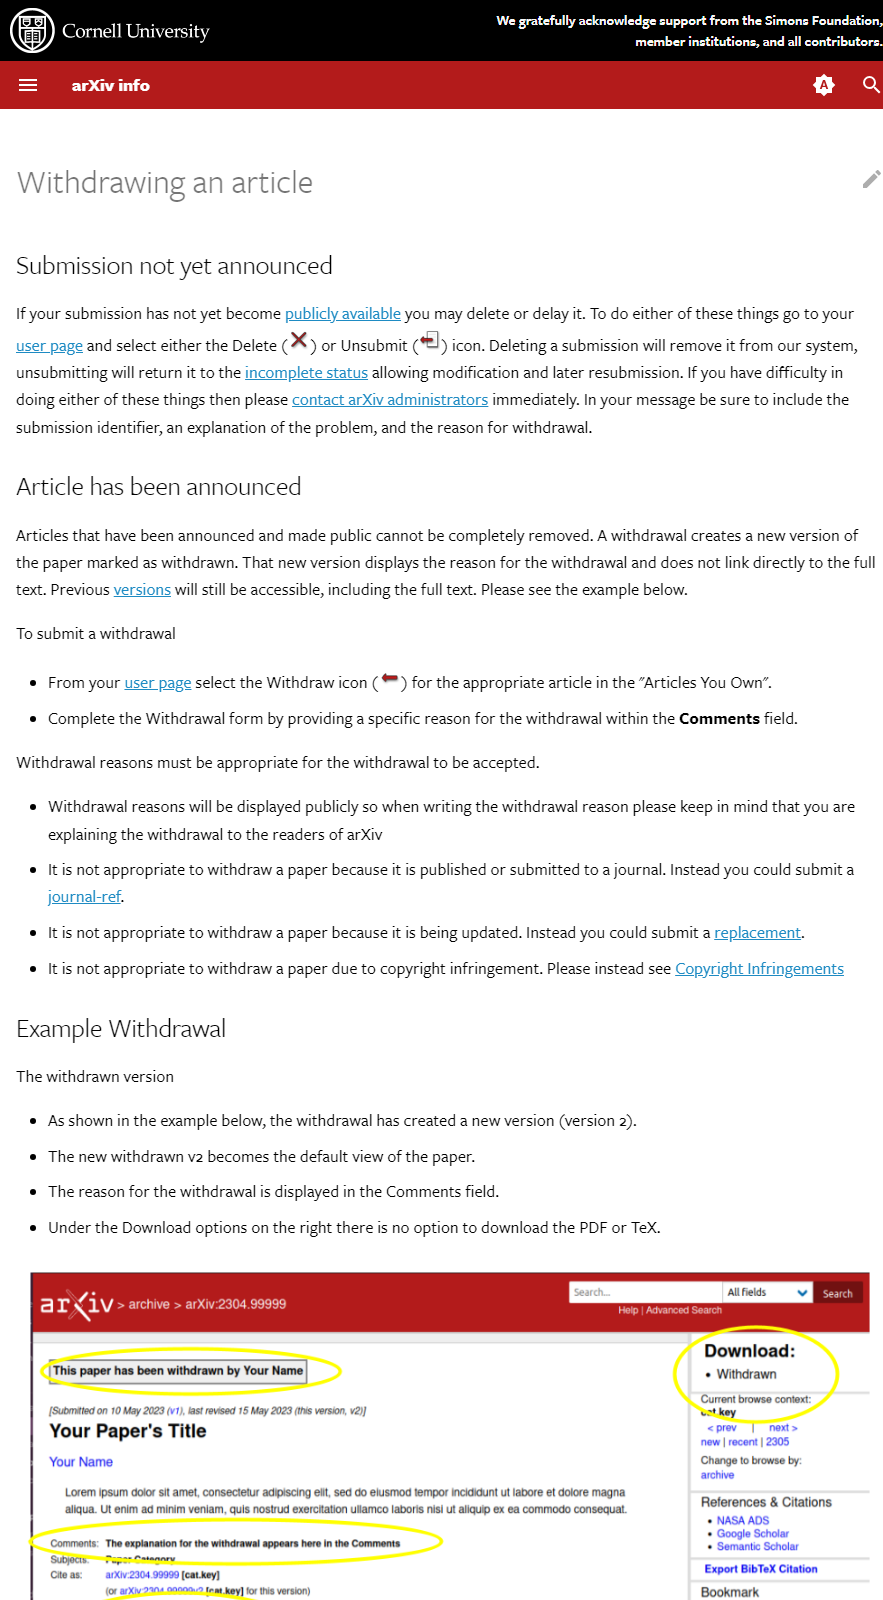 Cornell University
We gratefully acknowledge support from the Simons Foundation,
member institutions, and all contributors.
arXiv info
A
Withdrawing an article
Submission not yet announced
If your submission has not yet become publicly available you may delete or delay it. To do either of these things go to your
user page and select either the Delete ( ) or Unsubmit ( ) icon. Deleting a submission will remove it from our system,
unsubmitting will return it to the incomplete status allowing modification and later resubmission. If you have difficulty in
doing either of these things then please contact arXiv administrators immediately. In your message be sure to include the
submission identifier, an explanation of the problem, and the reason for withdrawal.
Article has been announced
Articles that have been announced and made public cannot be completely removed. A withdrawal creates a new version of
the paper marked as withdrawn. That new version displays the reason for the withdrawal and does not link directly to the full
text. Previous versions will still be accessible, including the full text. Please see the example below.
To submit a withdrawal
• From your user page select the Withdraw icon ( ) for the appropriate article in the "Articles You Own".
• Complete the Withdrawal form by providing a specific reason for the withdrawal within the Comments field.
Withdrawal reasons must be appropriate for the withdrawal to be accepted.
• Withdrawal reasons will be displayed publicly so when writing the withdrawal reason please keep in mind that you are
explaining the withdrawal to the readers of arXiv
• It is not appropriate to withdraw a paper because it is published or submitted to a journal. Instead you could submit a
journal-ref.
• It is not appropriate to withdraw a paper because it is being updated. Instead you could submit a replacement.
• It is not appropriate to withdraw a paper due to copyright infringement. Please instead see Copyright Infringements
Example Withdrawal
The withdrawn version
• As shown in the example below, the withdrawal has created a new version (version 2).
• The new withdrawn v2 becomes the default view of the paper.
• The reason for the withdrawal is displayed in the Comments field.
• Under the Download options on the right there is no option to download the PDF or TeX.
arXiv > archive > arXiv:2304.99999
Search... All fields Search
Help | Advanced Search
This paper has been withdrawn by Your Name
[Submitted on 10 May 2023 (v1), last revised 15 May 2023 (this version, v2)]
Your Paper's Title
Your Name
Lorem ipsum dolor sit amet, consectetur adipiscing elit, sed do eiusmod tempor incididunt ut labore et dolore magna
aliqua. Ut enim ad minim veniam, quis nostrud exercitation ullamco laboris nisi ut aliquip ex ea commodo consequat.
Comments: The explanation for the withdrawal appears here in the Comments
Subjects: Paper Category
Cite as: arXiv:2304.99999 [cat.key]
(or arXiv:2304.99999v2 [cat.key] for this version)
Download:
• Withdrawn
Current browse context:
cat.key
< prev | next >
new | recent | 2305
Change to browse by:
archive
References & Citations
• NASA ADS
• Google Scholar
• Semantic Scholar
Export BibTeX Citation
Bookmark